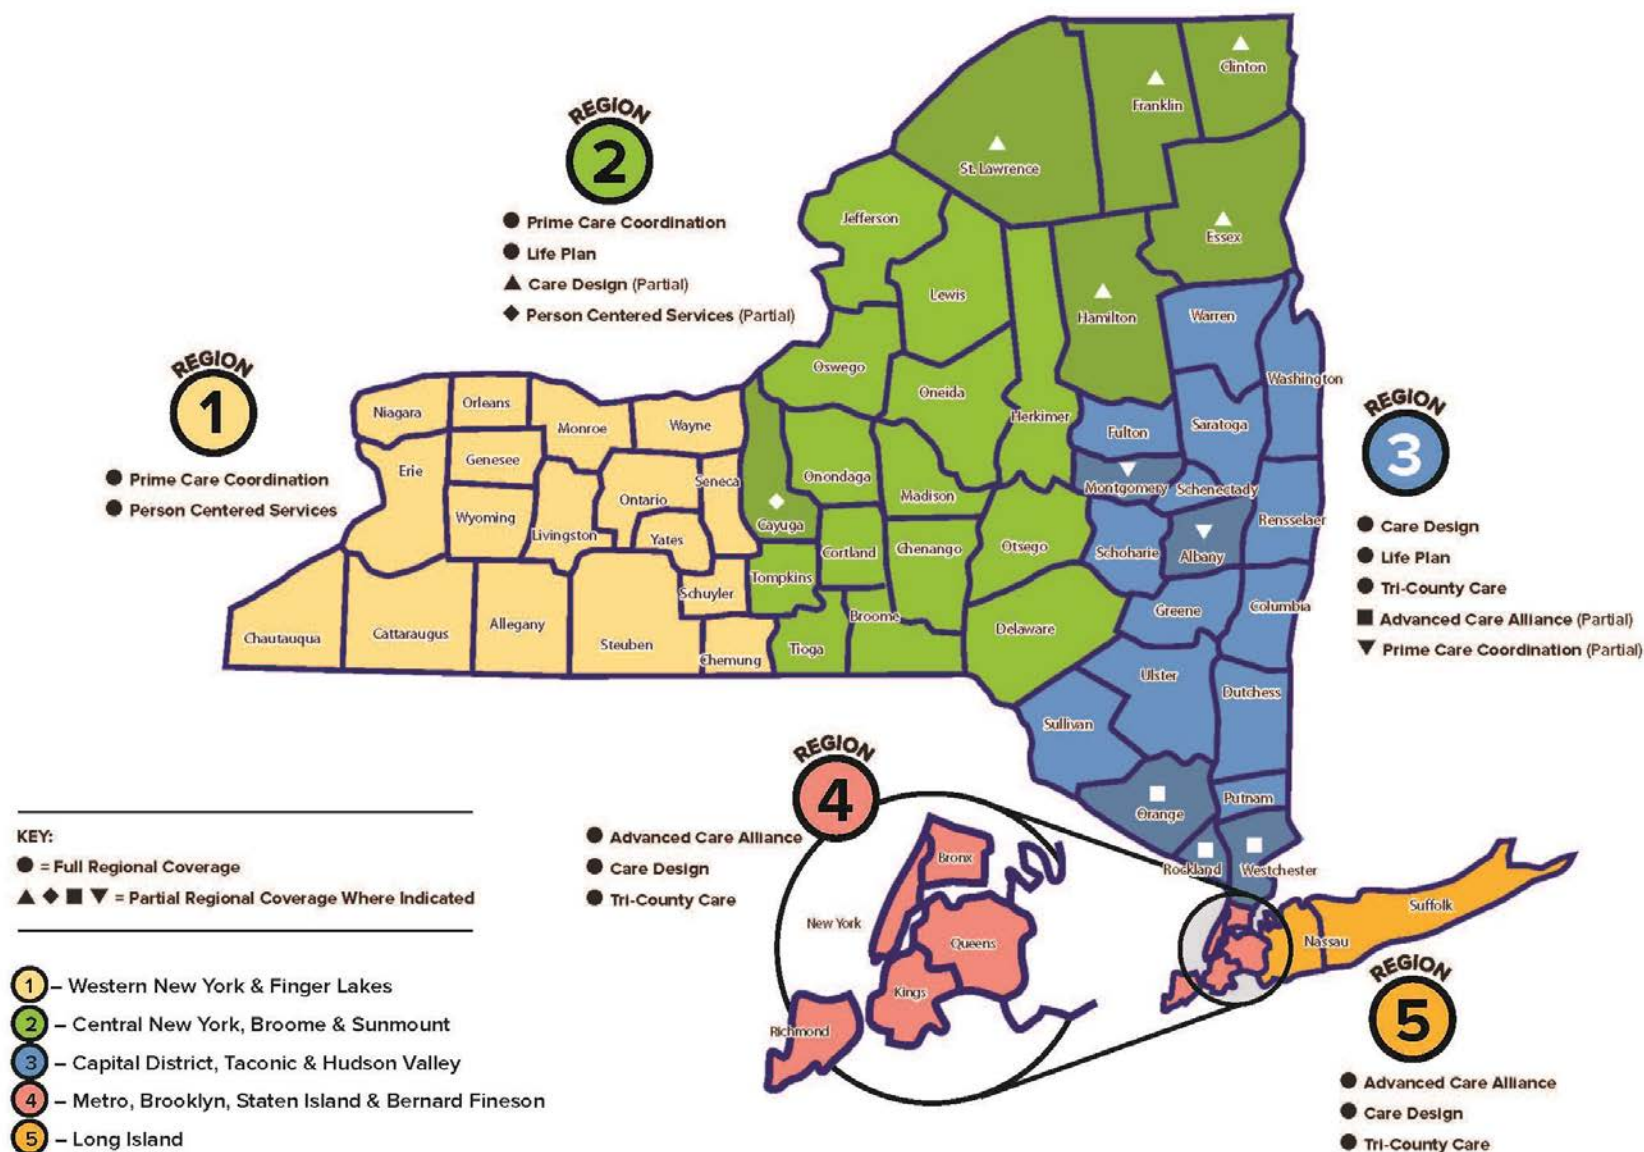 REGION
2
Prime Care Coordination
Life Plan
Care Design (Partial)
Person Centered Services (Partial)
REGION
1
Prime Care Coordination
Person Centered Services
REGION
3
Care Design
Life Plan
Tri-County Care
Advanced Care Alliance (Partial)
Prime Care Coordination (Partial)
Clinton
Franklin
St. Lawrence
Jefferson
Essex
Lewis
Hamilton
Warren
Oswego
Washington
Oneida
Niagara
Orleans
Monroe
Wayne
Herkimer
Fulton
Saratoga
Erie
Genesee
Seneca
Onondaga
Montgomery
Schenectady
Ontario
Madison
Wyoming
Livingston
Yates
Cayuga
Rensselaer
Cortland
Chenango
Otsego
Schoharie
Albany
Tompkins
Schuyler
Greene
Columbia
Chautauqua
Cattaraugus
Allegany
Steuben
Chemung
Tioga
Broome
Delaware
Ulster
Dutchess
Sullivan
Putnam
Orange
Rockland
Westchester
Suffolk
Nassau
REGION
4
Advanced Care Alliance
Care Design
Tri-County Care
Bronx
New York
Queens
Kings
Richmond
REGION
5
Advanced Care Alliance
Care Design
Tri-County Care
KEY:
= Full Regional Coverage
= Partial Regional Coverage Where Indicated
1 – Western New York & Finger Lakes
2 – Central New York, Broome & Sunmount
3 – Capital District, Taconic & Hudson Valley
4 – Metro, Brooklyn, Staten Island & Bernard Fineson
5 – Long Island